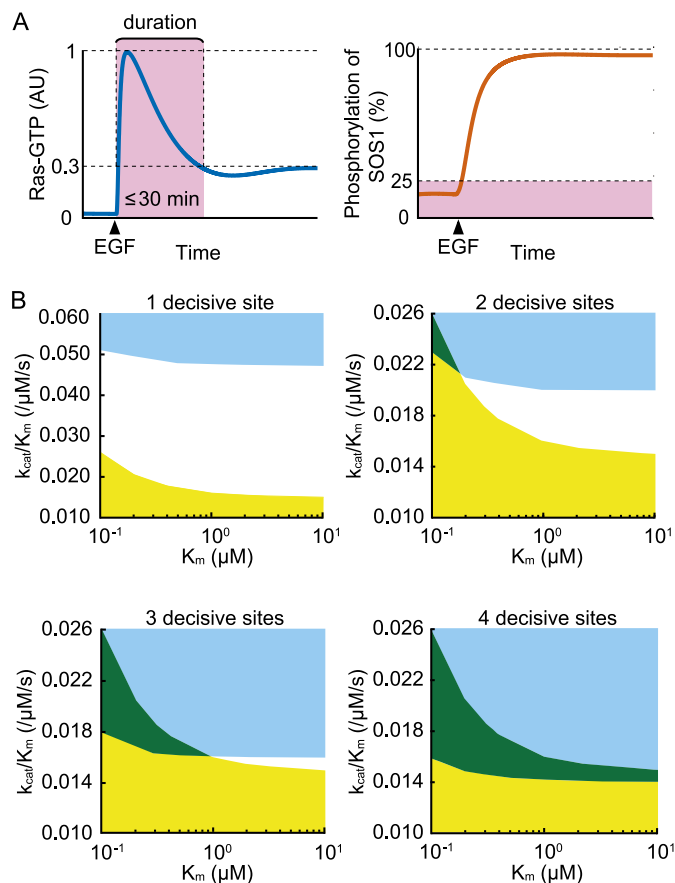 A
duration
1
Ras-GTP (AU)
0.3
≤ 30 min
0
EGF
Time
100
Phosphorylation of
SOS1 (%)
25
0
EGF
Time
B
1 decisive site
0.060
0.050
0.040
0.030
0.020
0.010
kcat/Km (/µM/s)
10-1
100
101
Km (µM)
2 decisive sites
0.026
0.022
0.018
0.014
0.010
kcat/Km (/µM/s)
10-1
100
101
Km (µM)
3 decisive sites
0.026
0.022
0.018
0.014
0.010
kcat/Km (/µM/s)
10-1
100
101
Km (µM)
4 decisive sites
0.026
0.022
0.018
0.014
0.010
kcat/Km (/µM/s)
10-1
100
101
Km (µM)